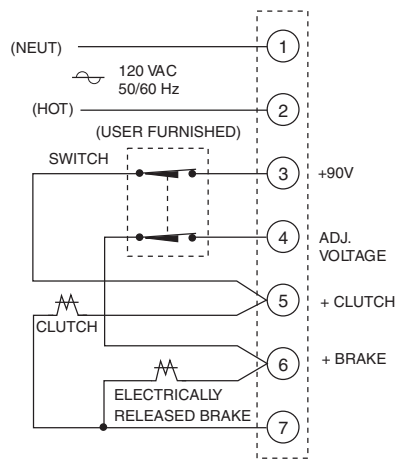 (NEUT)
1
120 VAC
50/60 Hz
(HOT)
2
(USER FURNISHED)
SWITCH
3
+90V
4
ADJ.
VOLTAGE
5
+ CLUTCH
CLUTCH
6
+ BRAKE
ELECTRICALLY
RELEASED BRAKE
7